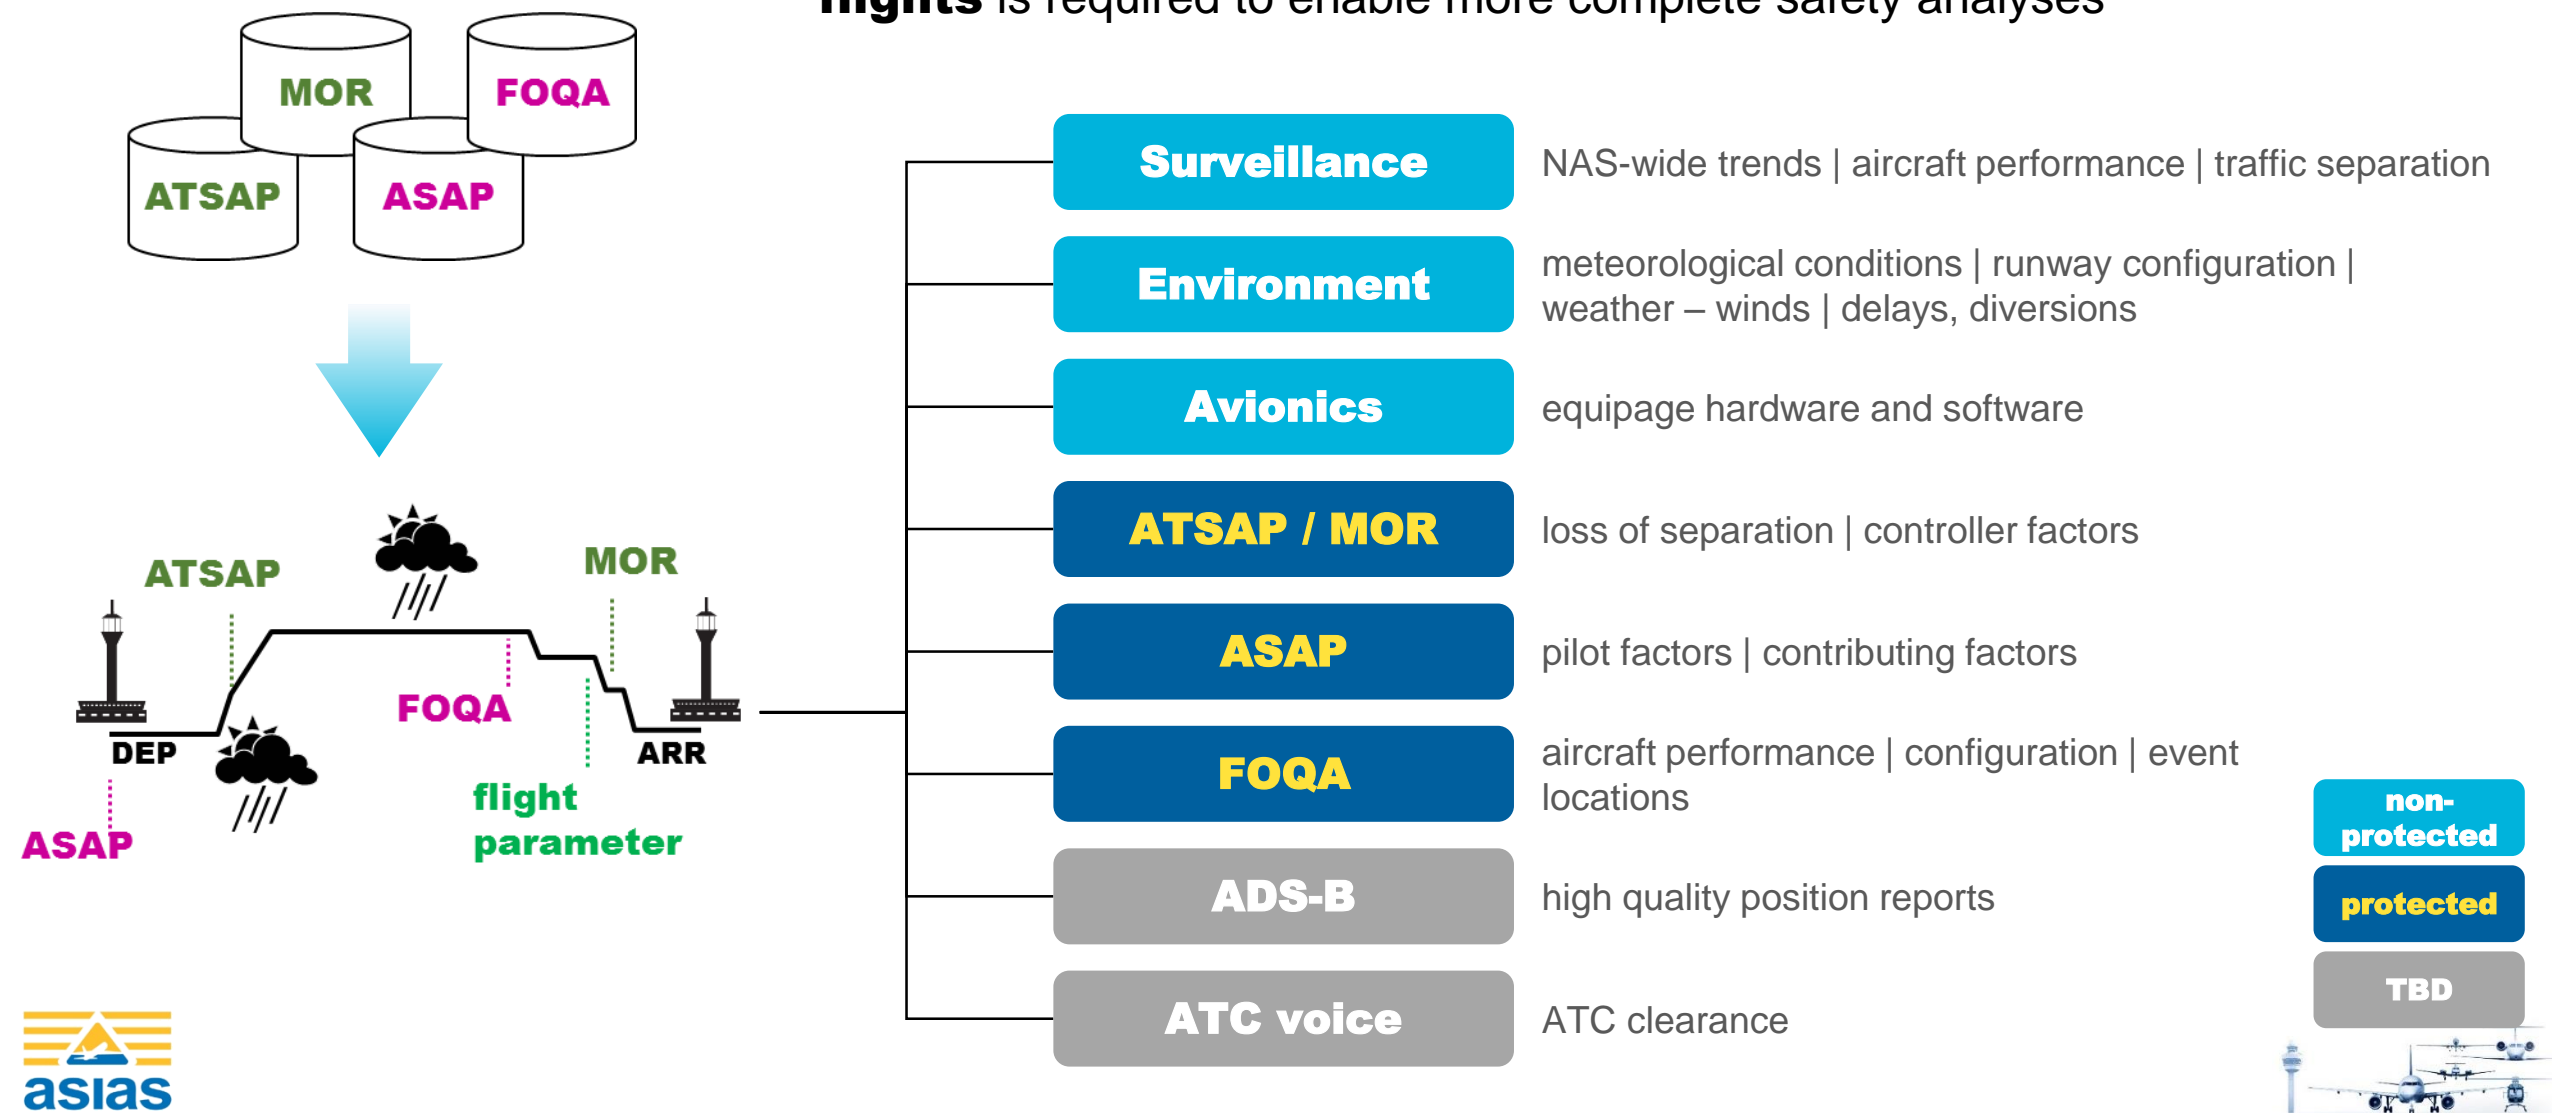 flights is required to enable more complete safety analyses
MOR
FOQA
ATSAP
ASAP
Surveillance
NAS-wide trends | aircraft performance | traffic separation
Environment
meteorological conditions | runway configuration |
weather – winds | delays, diversions
Avionics
equipage hardware and software
ATSAP / MOR
loss of separation | controller factors
ASAP
pilot factors | contributing factors
FOQA
aircraft performance | configuration | event
locations
ADS-B
high quality position reports
ATC voice
ATC clearance
ATSAP
MOR
FOQA
DEP
ARR
ASAP
flight
parameter
non-
protected
protected
TBD
asias